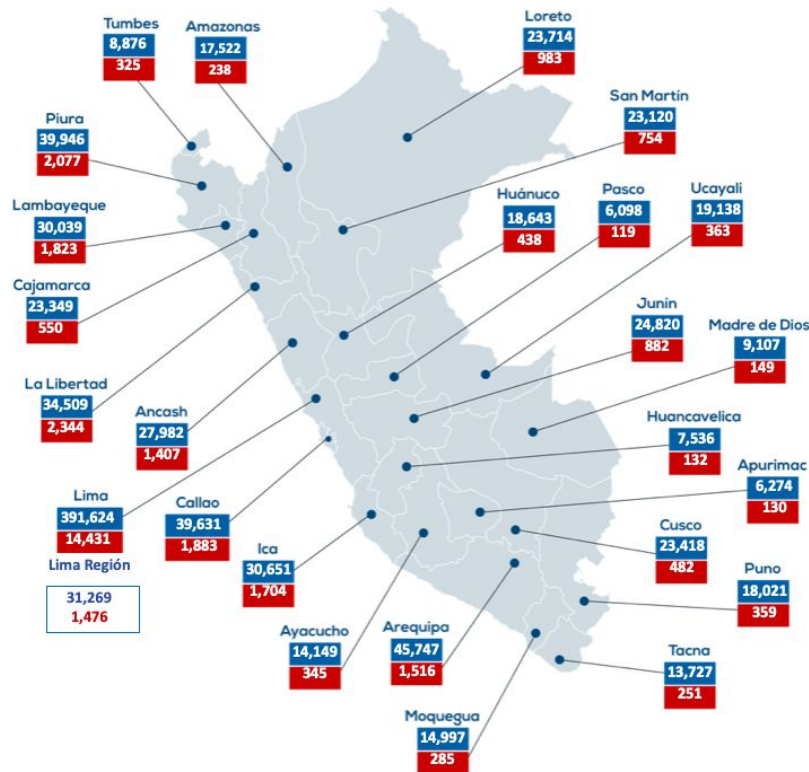 Tumbes
8,876
325
Amazonas
17,522
238
Loreto
23,714
983
San Martín
23,120
754
Piura
39,946
2,077
Lambayeque
30,039
1,823
Huánuco
18,643
438
Pasco
6,098
119
Ucayali
19,138
363
Cajamarca
23,349
550
Junín
24,820
882
Madre de Dios
9,107
149
La Libertad
34,509
2,344
Ancash
27,982
1,407
Huancavelica
7,536
132
Apurimac
6,274
130
Lima
391,624
14,431
Lima Región
31,269
1,476
Callao
39,631
1,883
Ica
30,651
1,704
Cusco
23,418
482
Puno
18,021
359
Ayacucho
14,149
345
Arequipa
45,747
1,516
Tacna
13,727
251
Moquegua
14,997
285